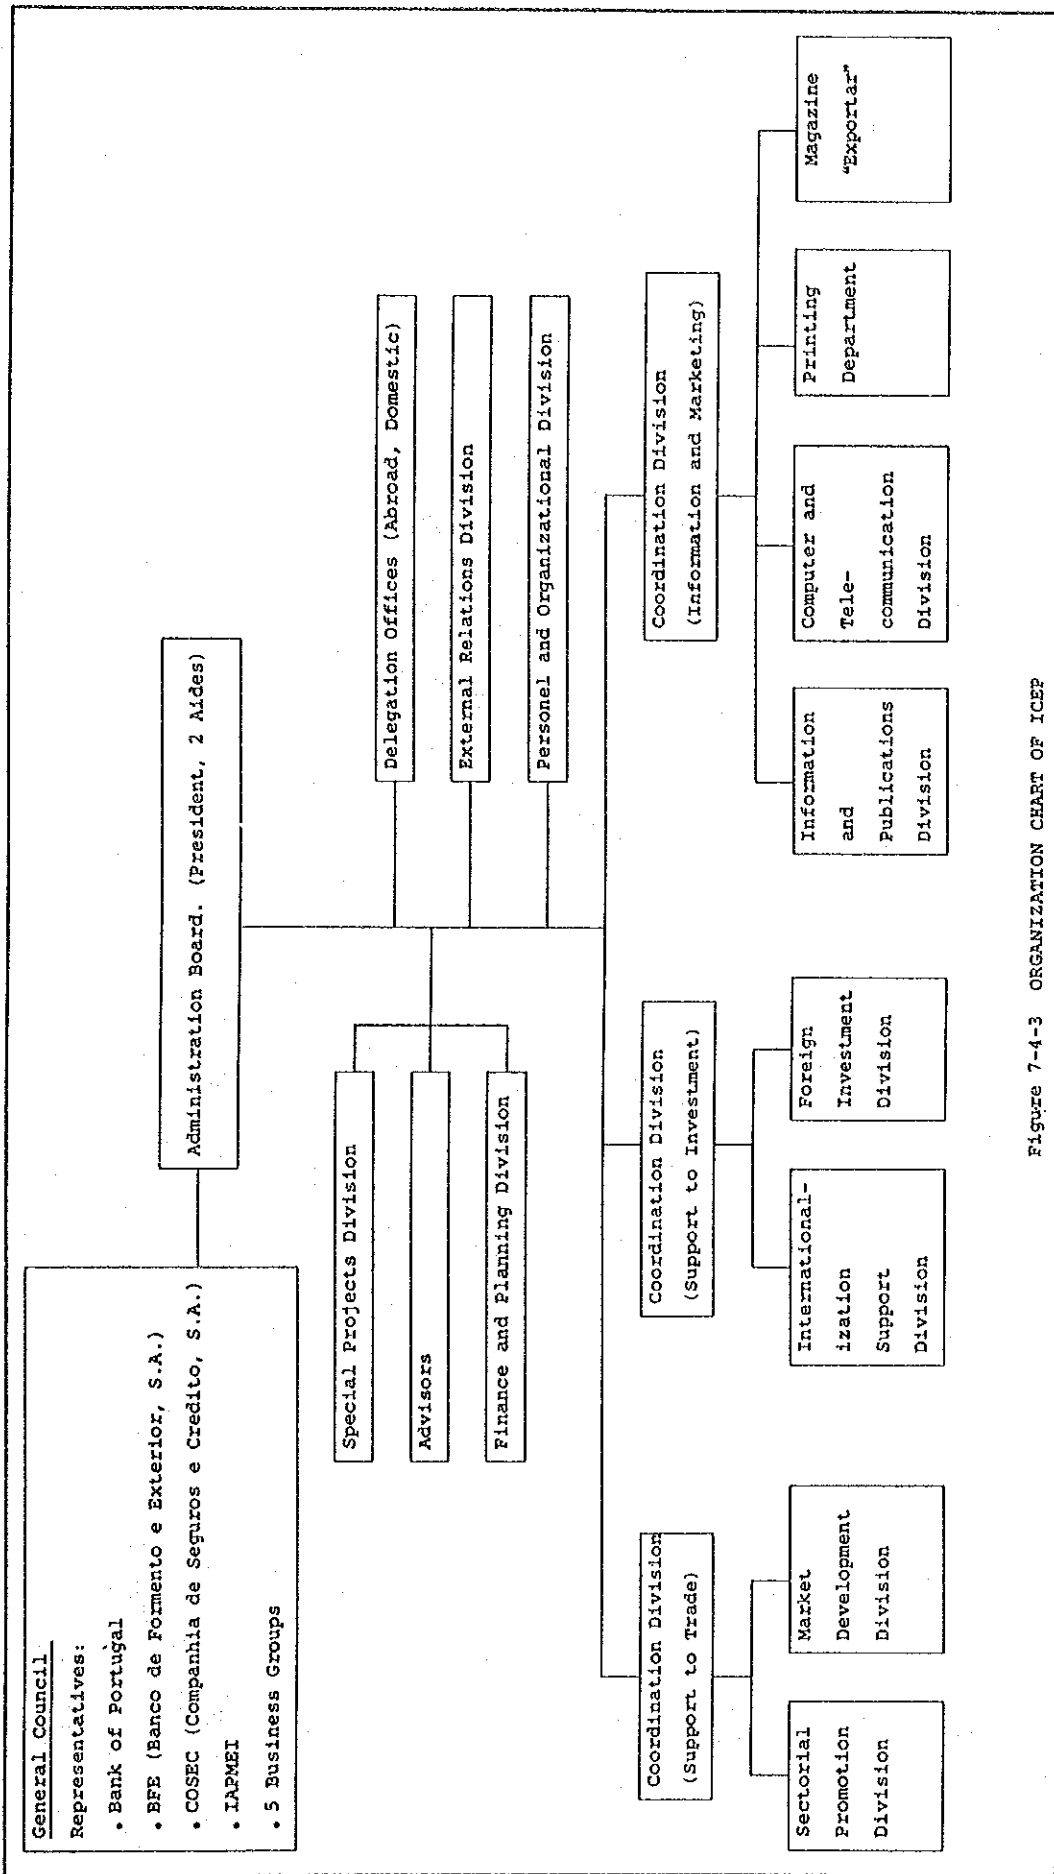 General Council
Representatives:
• Bank of Portugal
• BFE (Banco de Formento e Exterior, S.A.)
• COSEC (Companhia de Seguros e Credito, S.A.)
• IAPMEI
• 5 Business Groups
Administration Board. (President, 2 Aides)
Special Projects Division
Advisors
Finance and Planning Division
Delegation Offices (Abroad, Domestic)
External Relations Division
Personel and Organizational Division
Coordination Division
(Support to Trade)
Sectorial
Promotion
Division
Market
Development
Division
Coordination Division
(Support to Investment)
International-
ization
Support
Division
Foreign
Investment
Division
Coordination Division
(Information and Marketing)
Information
and
Publications
Division
Computer and
Tele-
communication
Division
Printing
Department
Magazine
“Exportar”
Figure 7-4-3 ORGANIZATION CHART OF ICEP